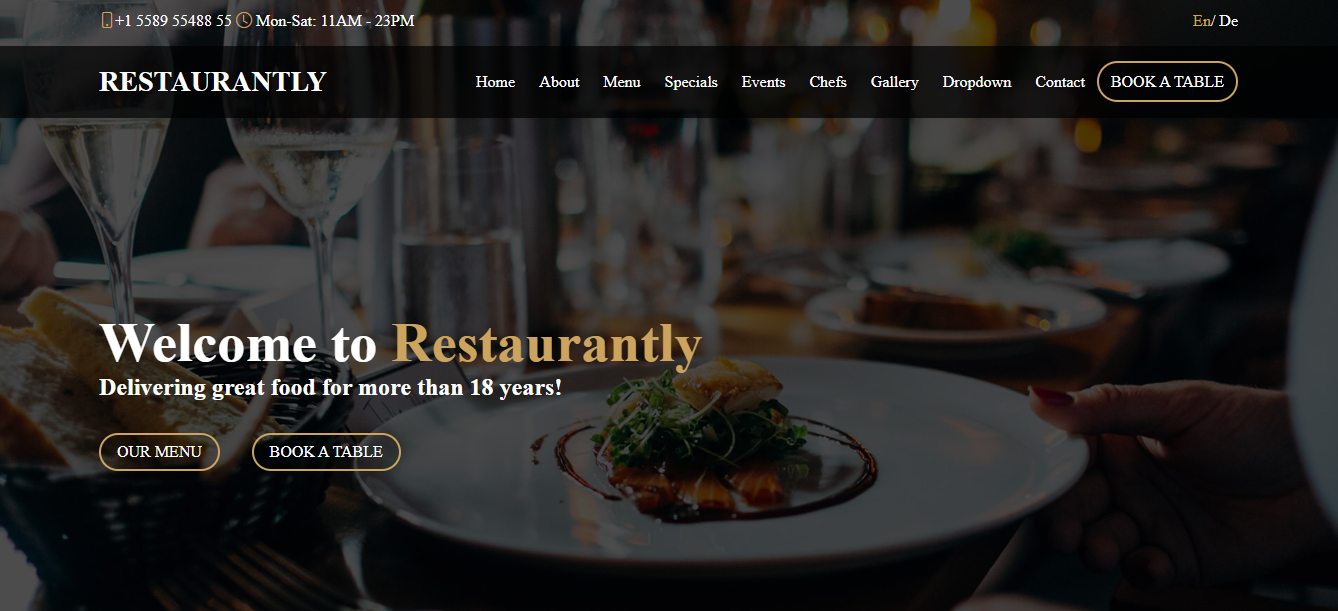 +1 5589 55488 55 Mon-Sat: 11AM - 23PM
En/ De
RESTAURANTLY
Home About Menu Specials Events Chefs Gallery Dropdown Contact BOOK A TABLE
Welcome to Restaurantly
Delivering great food for more than 18 years!
OUR MENU BOOK A TABLE